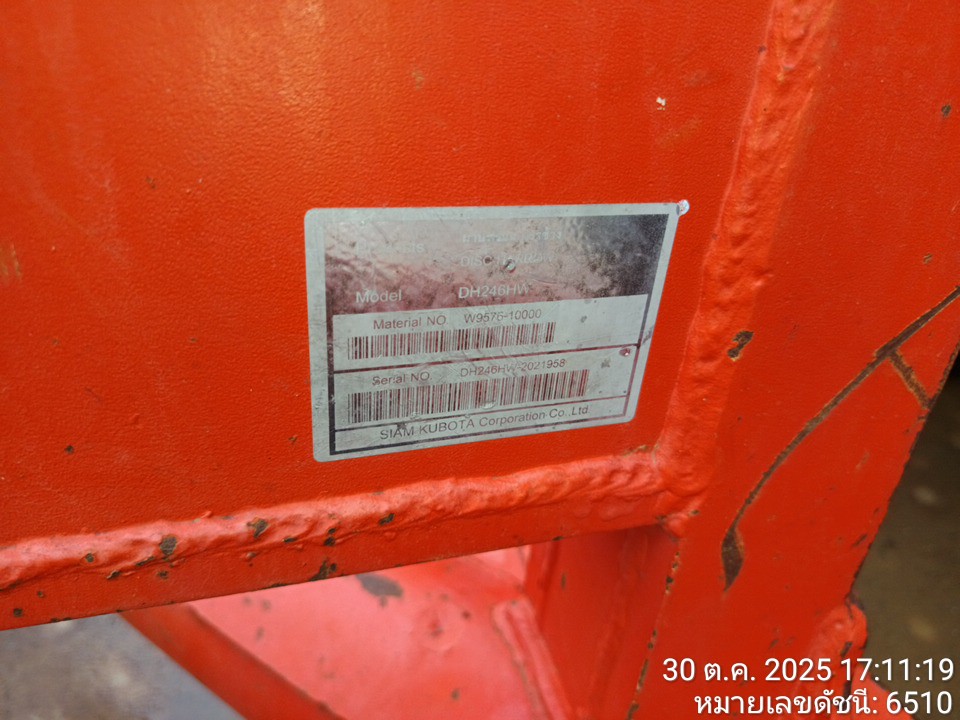 Model DH246HW
Material NO. W9576-10000
Serial NO. DH246HW-2021958
SIAM KUBOTA Corporation Co.,Ltd.
30 ต.ค. 2025 17:11:19
หมายเลขดัชนี: 6510